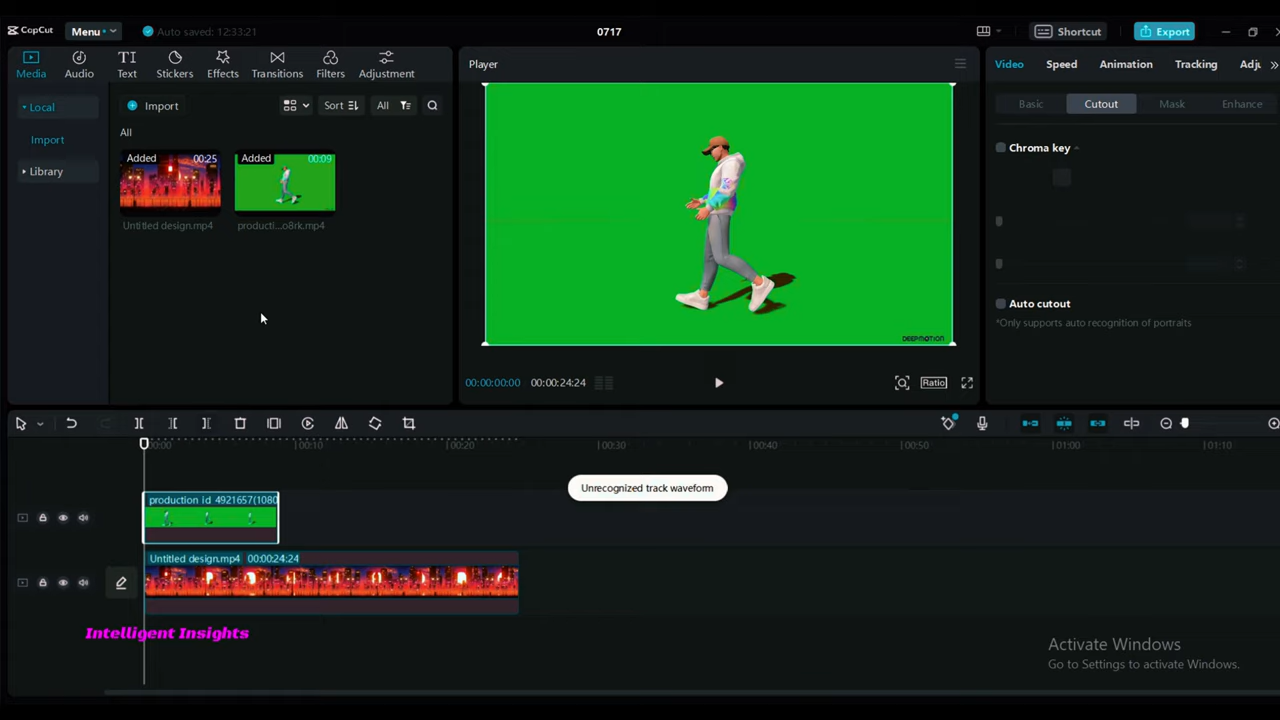 CapCut
Menu
Auto saved: 12:33:21
0717
Shortcut
Export
Media
Audio
Text
Stickers
Effects
Transitions
Filters
Adjustment
Local
Import
Library
Import
Sort
All
All
Added
00:25
Untitled design.mp4
Added
00:09
producti...o8rk.mp4
Player
DEEPMOTION
00:00:00:00
00:00:24:24
Ratio
Video
Speed
Animation
Tracking
Adju
Basic
Cutout
Mask
Enhance
Chroma key
Auto cutout
*Only supports auto recognition of portraits
00:00
00:10
00:20
00:30
00:40
00:50
01:00
01:10
Unrecognized track waveform
production id 4921657(1080
Untitled design.mp4 00:00:24:24
Intelligent Insights
Activate Windows
Go to Settings to activate Windows.